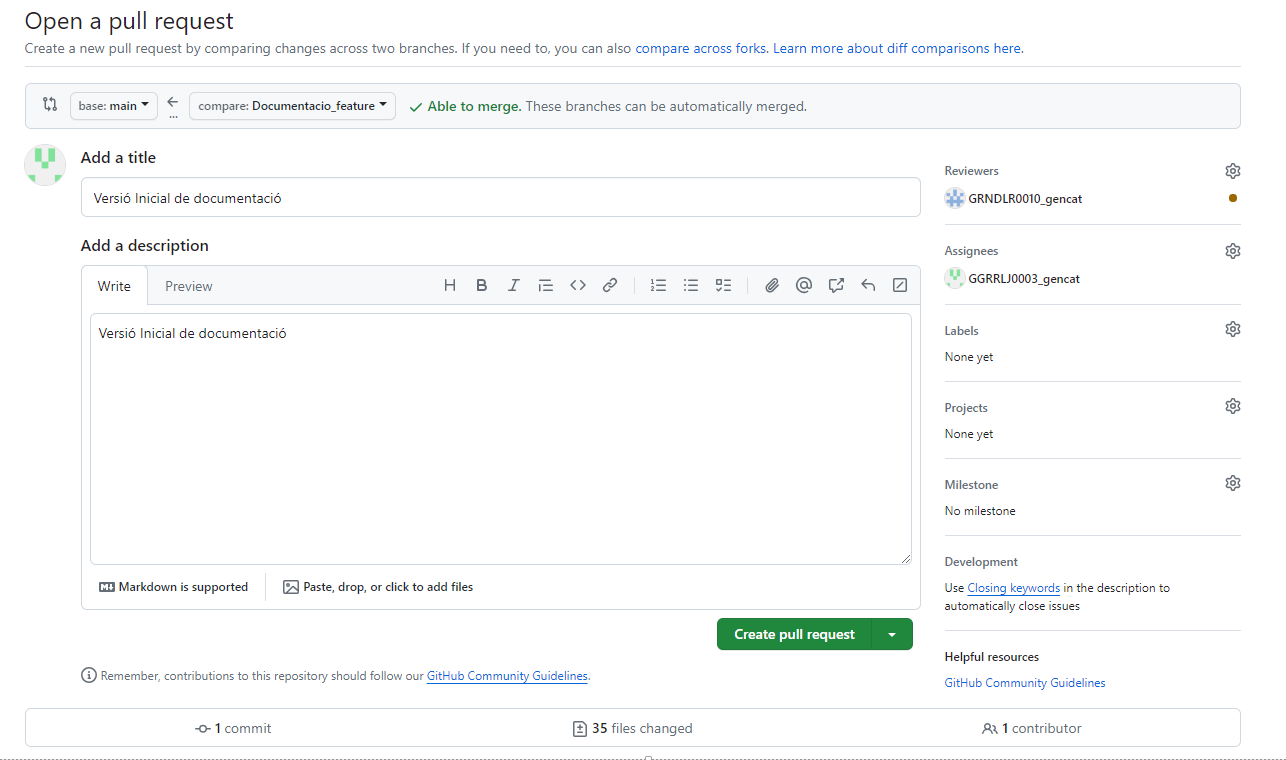 Open a pull request
Create a new pull request by comparing changes across two branches. If you need to, you can also compare across forks. Learn more about diff comparisons here.
base: main
...
compare: Documentacio_feature
Able to merge. These branches can be automatically merged.
Add a title
Versió Inicial de documentació
Add a description
Write
Preview
Versió Inicial de documentació
Markdown is supported
Paste, drop, or click to add files
Create pull request
Remember, contributions to this repository should follow our GitHub Community Guidelines.
Reviewers
GRNDLR0010_gencat
Assignees
GGRRLJ0003_gencat
Labels
None yet
Projects
None yet
Milestone
No milestone
Development
Use Closing keywords in the description to
automatically close issues
Helpful resources
GitHub Community Guidelines
1 commit
35 files changed
1 contributor